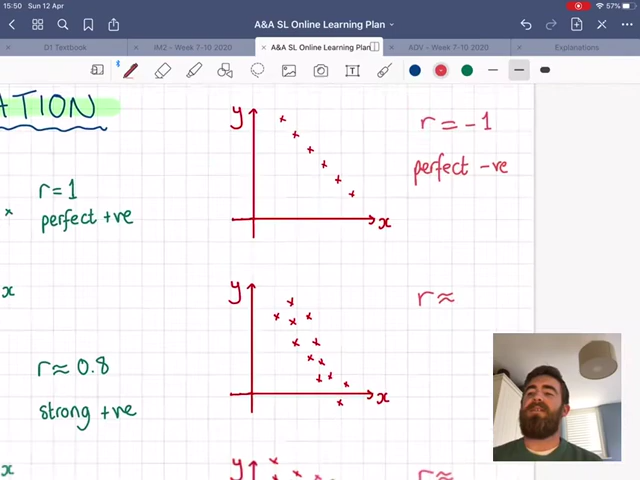 15:50 Sun 12 Apr
57%
A&A SL Online Learning Plan
D1 Textbook
IM2 - Week 7-10 2020
A&A SL Online Learning Plan
AOV - Week 7-10 2020
Explanations
ATION
r = 1
perfect +ve
x
y
x
r = -1
perfect -ve
x
r ≈ 0.8
strong +ve
y
x
r ≈
x
y
r ≈